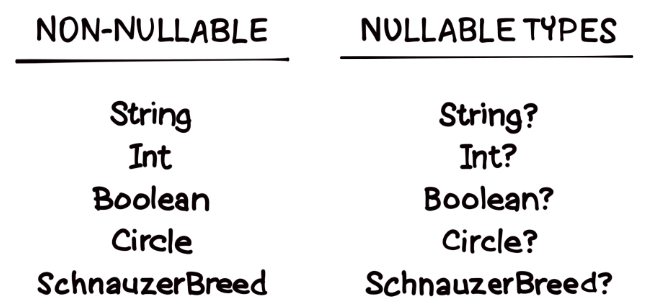 NON-NULLABLE NULLABLE TYPES
String String?
Int Int?
Boolean Boolean?
Circle Circle?
SchnauzerBreed SchnauzerBreed?